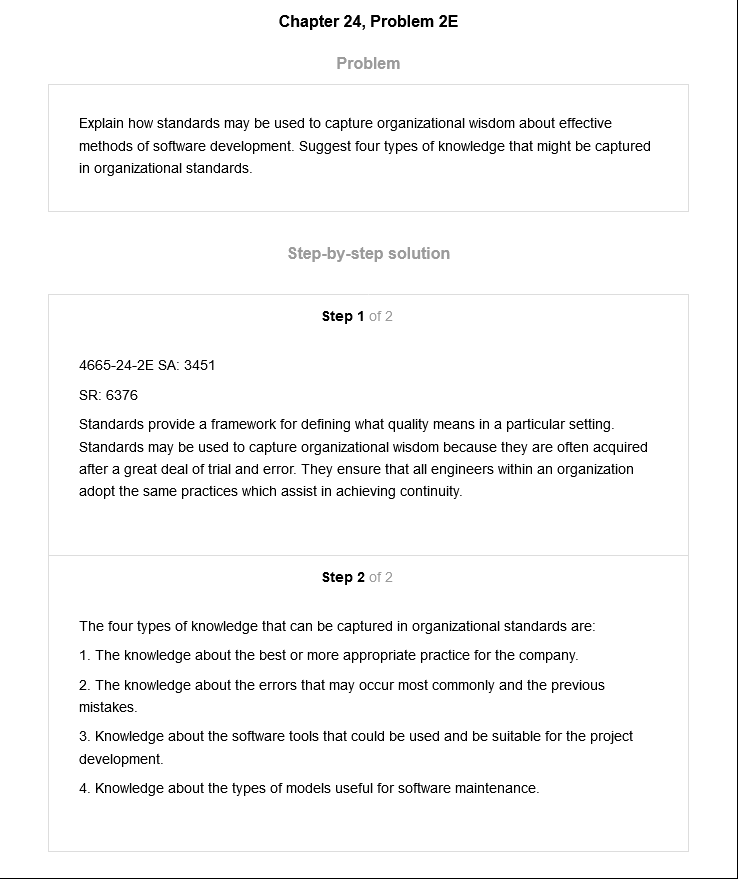 Chapter 24, Problem 2E
Problem
Explain how standards may be used to capture organizational wisdom about effective
methods of software development. Suggest four types of knowledge that might be captured
in organizational standards.
Step-by-step solution
Step 1 of 2
4665-24-2E SA: 3451
SR: 6376
Standards provide a framework for defining what quality means in a particular setting.
Standards may be used to capture organizational wisdom because they are often acquired
after a great deal of trial and error. They ensure that all engineers within an organization
adopt the same practices which assist in achieving continuity.
Step 2 of 2
The four types of knowledge that can be captured in organizational standards are:
1. The knowledge about the best or more appropriate practice for the company.
2. The knowledge about the errors that may occur most commonly and the previous
mistakes.
3. Knowledge about the software tools that could be used and be suitable for the project
development.
4. Knowledge about the types of models useful for software maintenance.